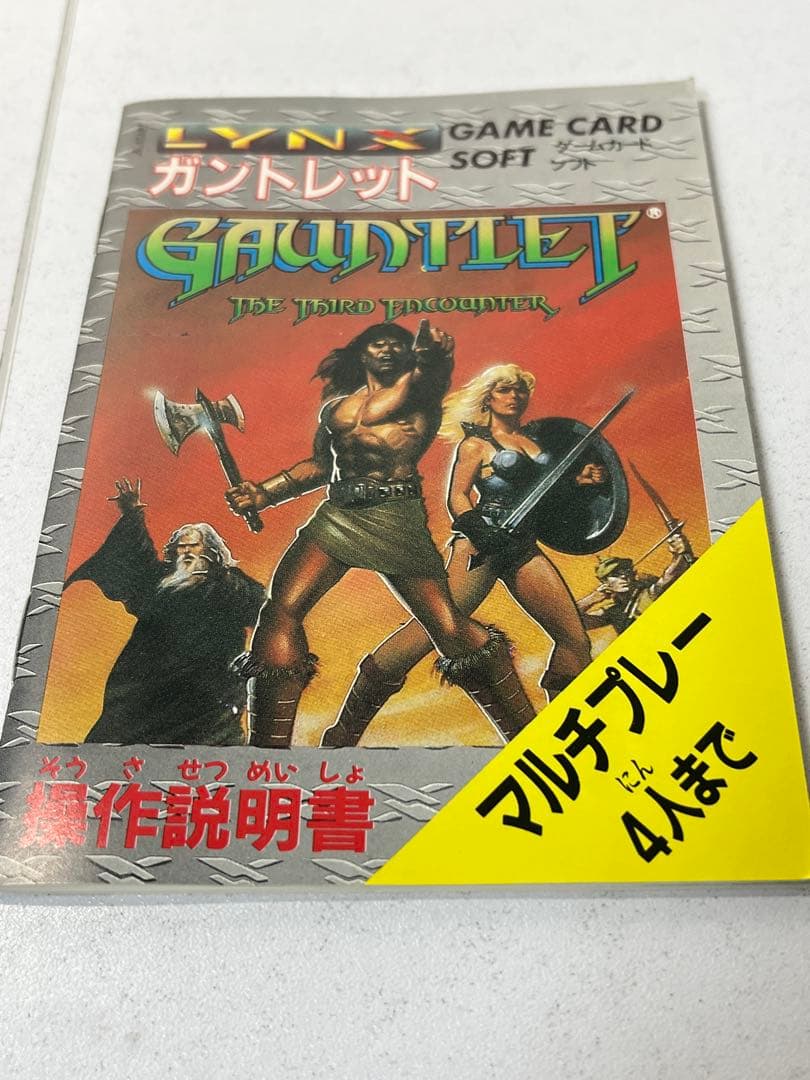 LYNX
GAME CARD
SOFT
ゲームカード
ソフト
ガントレット
GAUNTLET®
THE THIRD ENCOUNTER
マルチプレー
にん
4人まで
そう さ せつ めい しょ
操作説明書